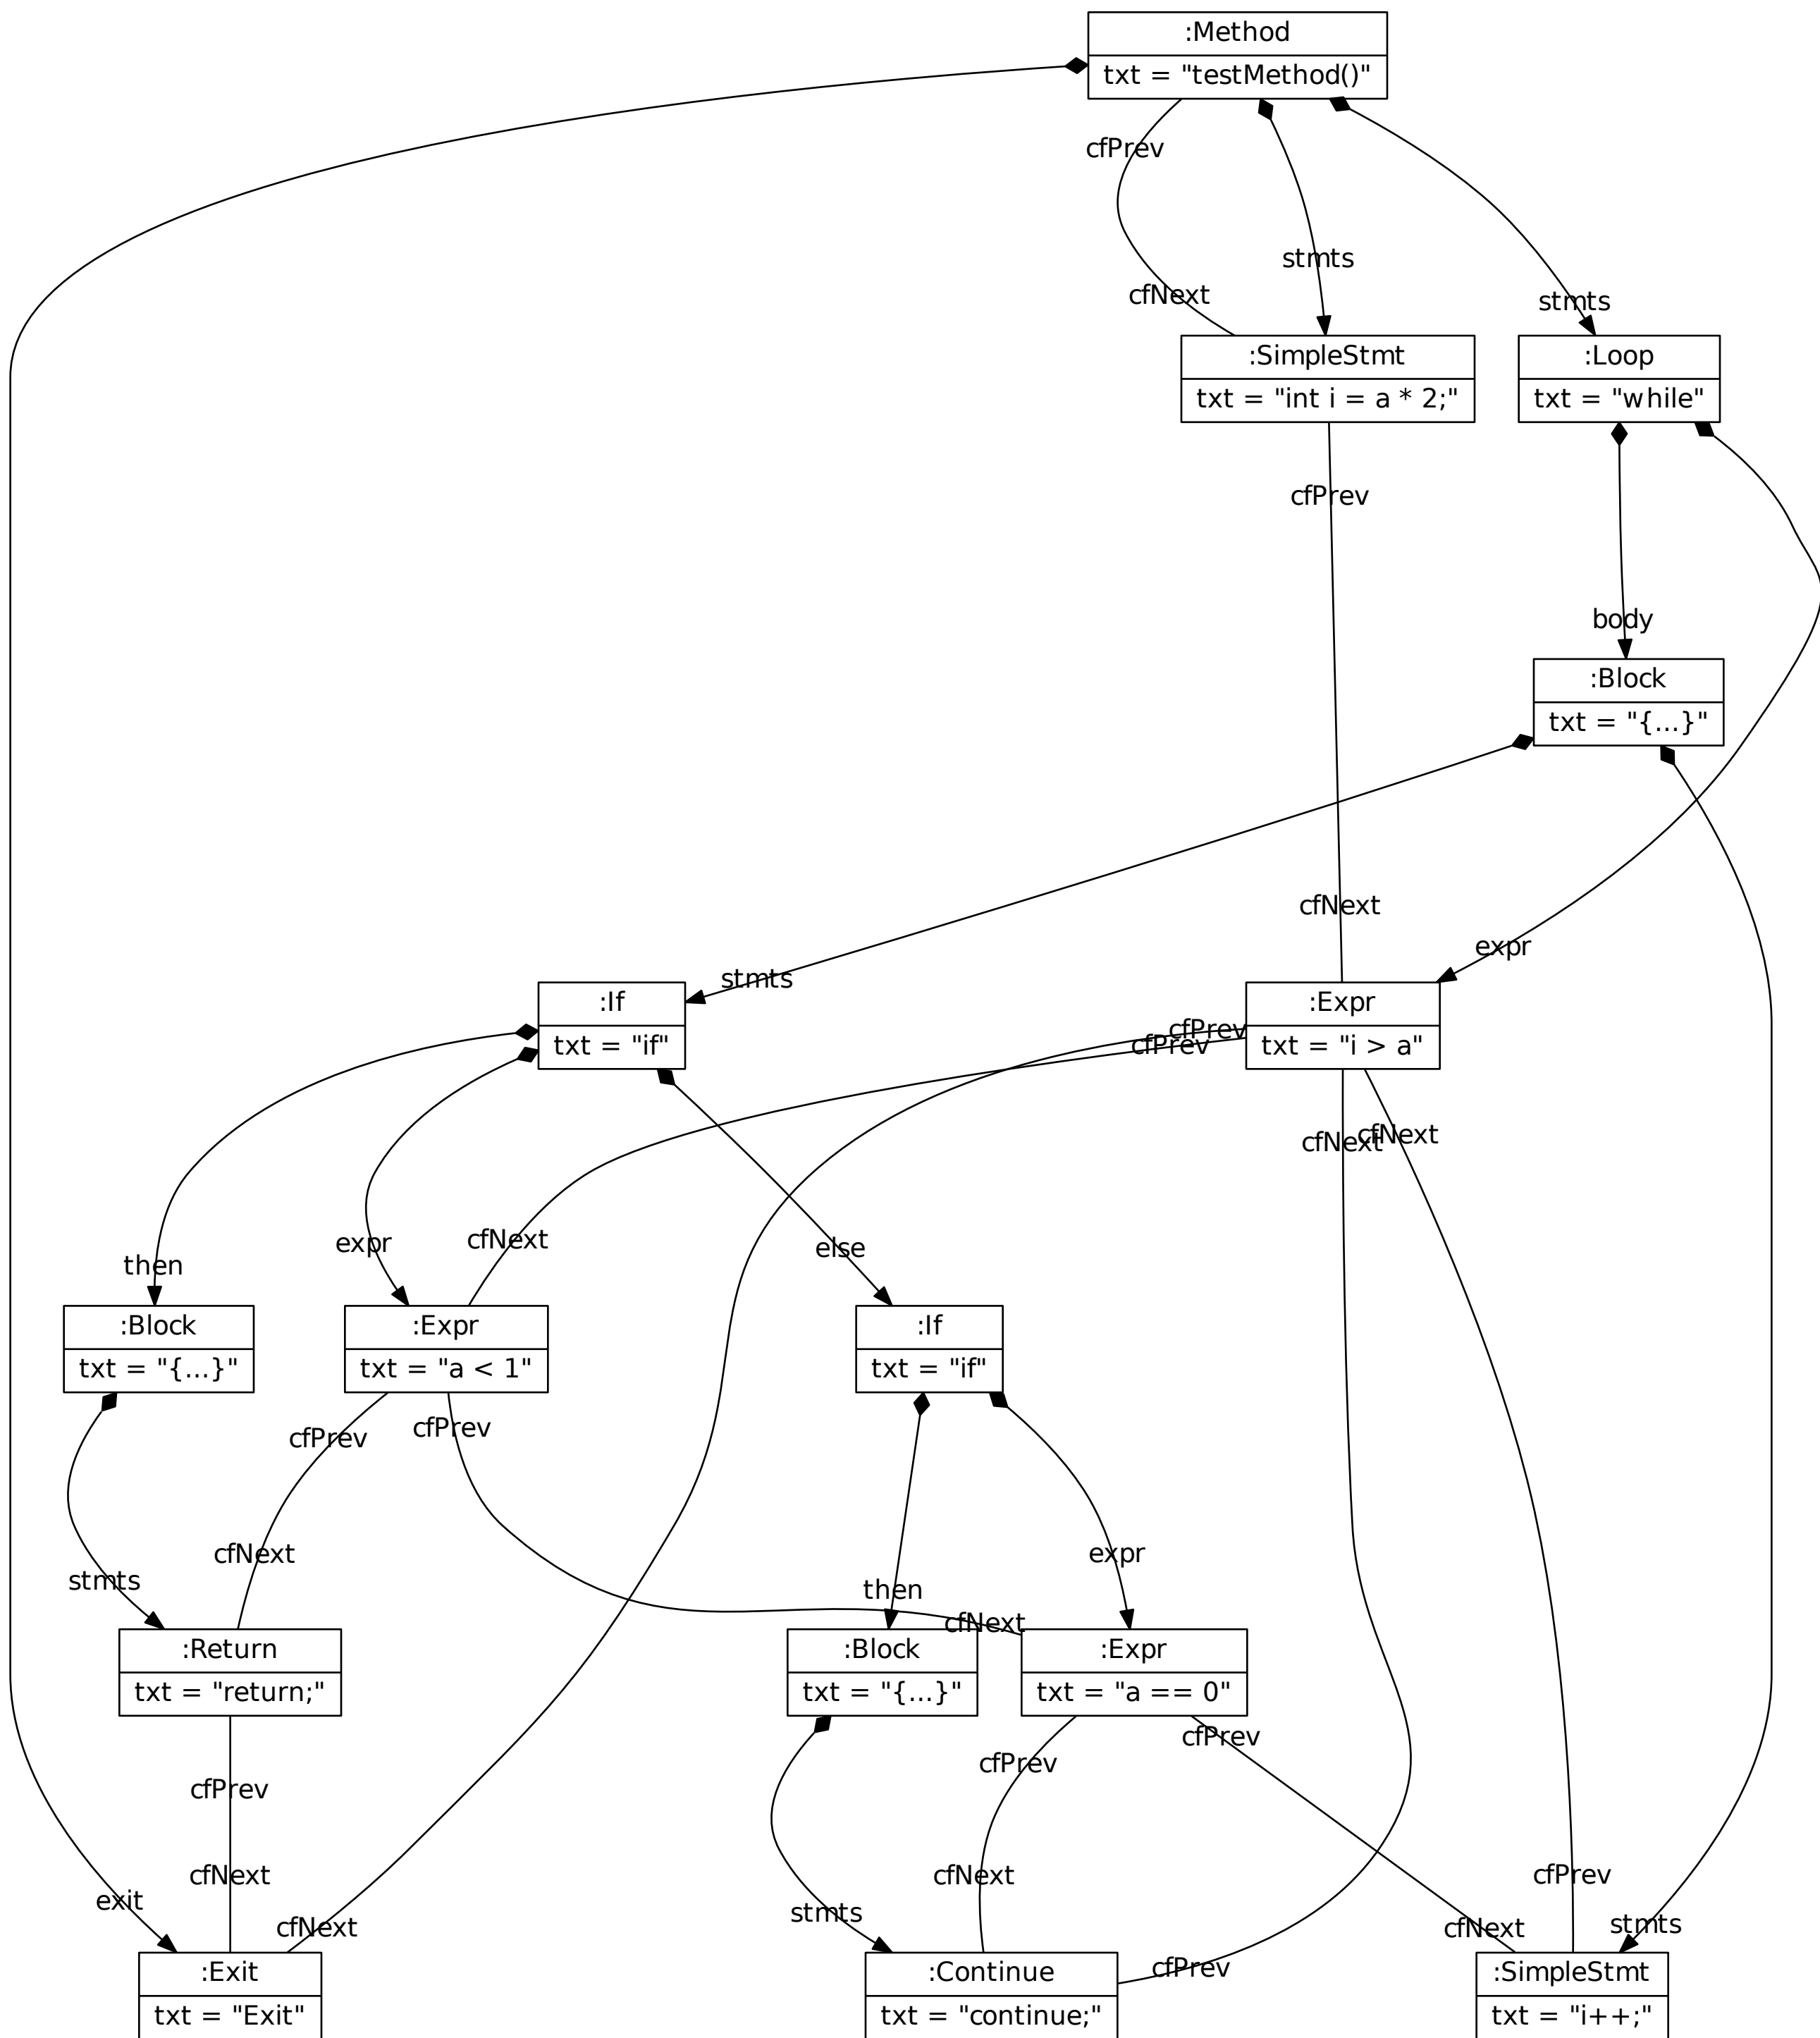 :Method
txt = "testMethod()"
cfPrev
stmts
cfNext
stmts
:SimpleStmt
txt = "int i = a * 2;"
:Loop
txt = "while"
cfPrev
body
:Block
txt = "{...}"
cfNext
expr
stmts
:If
txt = "if"
:Expr
txt = "i > a"
cfPrev
cfPrev
cfNext
cfNext
then
expr
cfNext
else
:Block
txt = "{...}"
:Expr
txt = "a < 1"
:If
txt = "if"
cfPrev
cfPrev
cfNext
expr
stmts
then
cfNext
:Return
txt = "return;"
:Block
txt = "{...}"
:Expr
txt = "a == 0"
cfPrev
cfPrev
cfPrev
cfNext
cfNext
cfPrev
exit
stmts
cfNext
cfNext
stmts
cfPrev
:Exit
txt = "Exit"
:Continue
txt = "continue;"
:SimpleStmt
txt = "i++;"